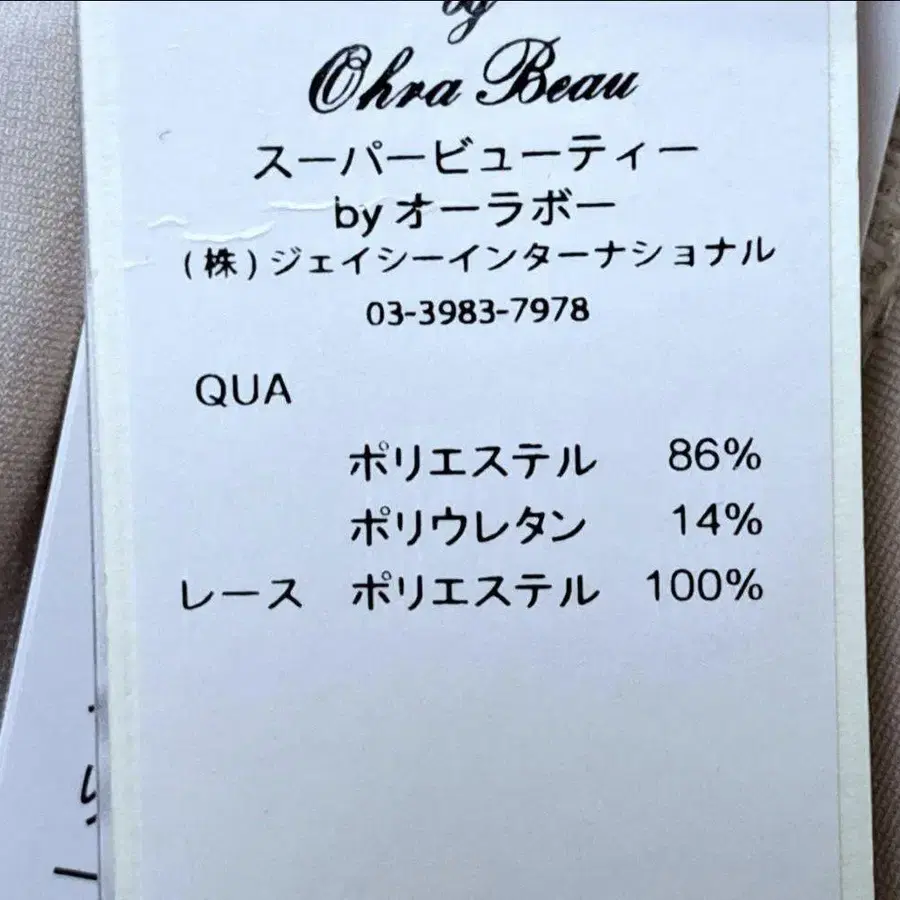 by
Ohra Beau
スーパービューティー
by オーラボー
(株)ジェイシーインターナショナル
03-3983-7978
QUA
ポリエステル 86%
ポリウレタン 14%
レース ポリエステル 100%